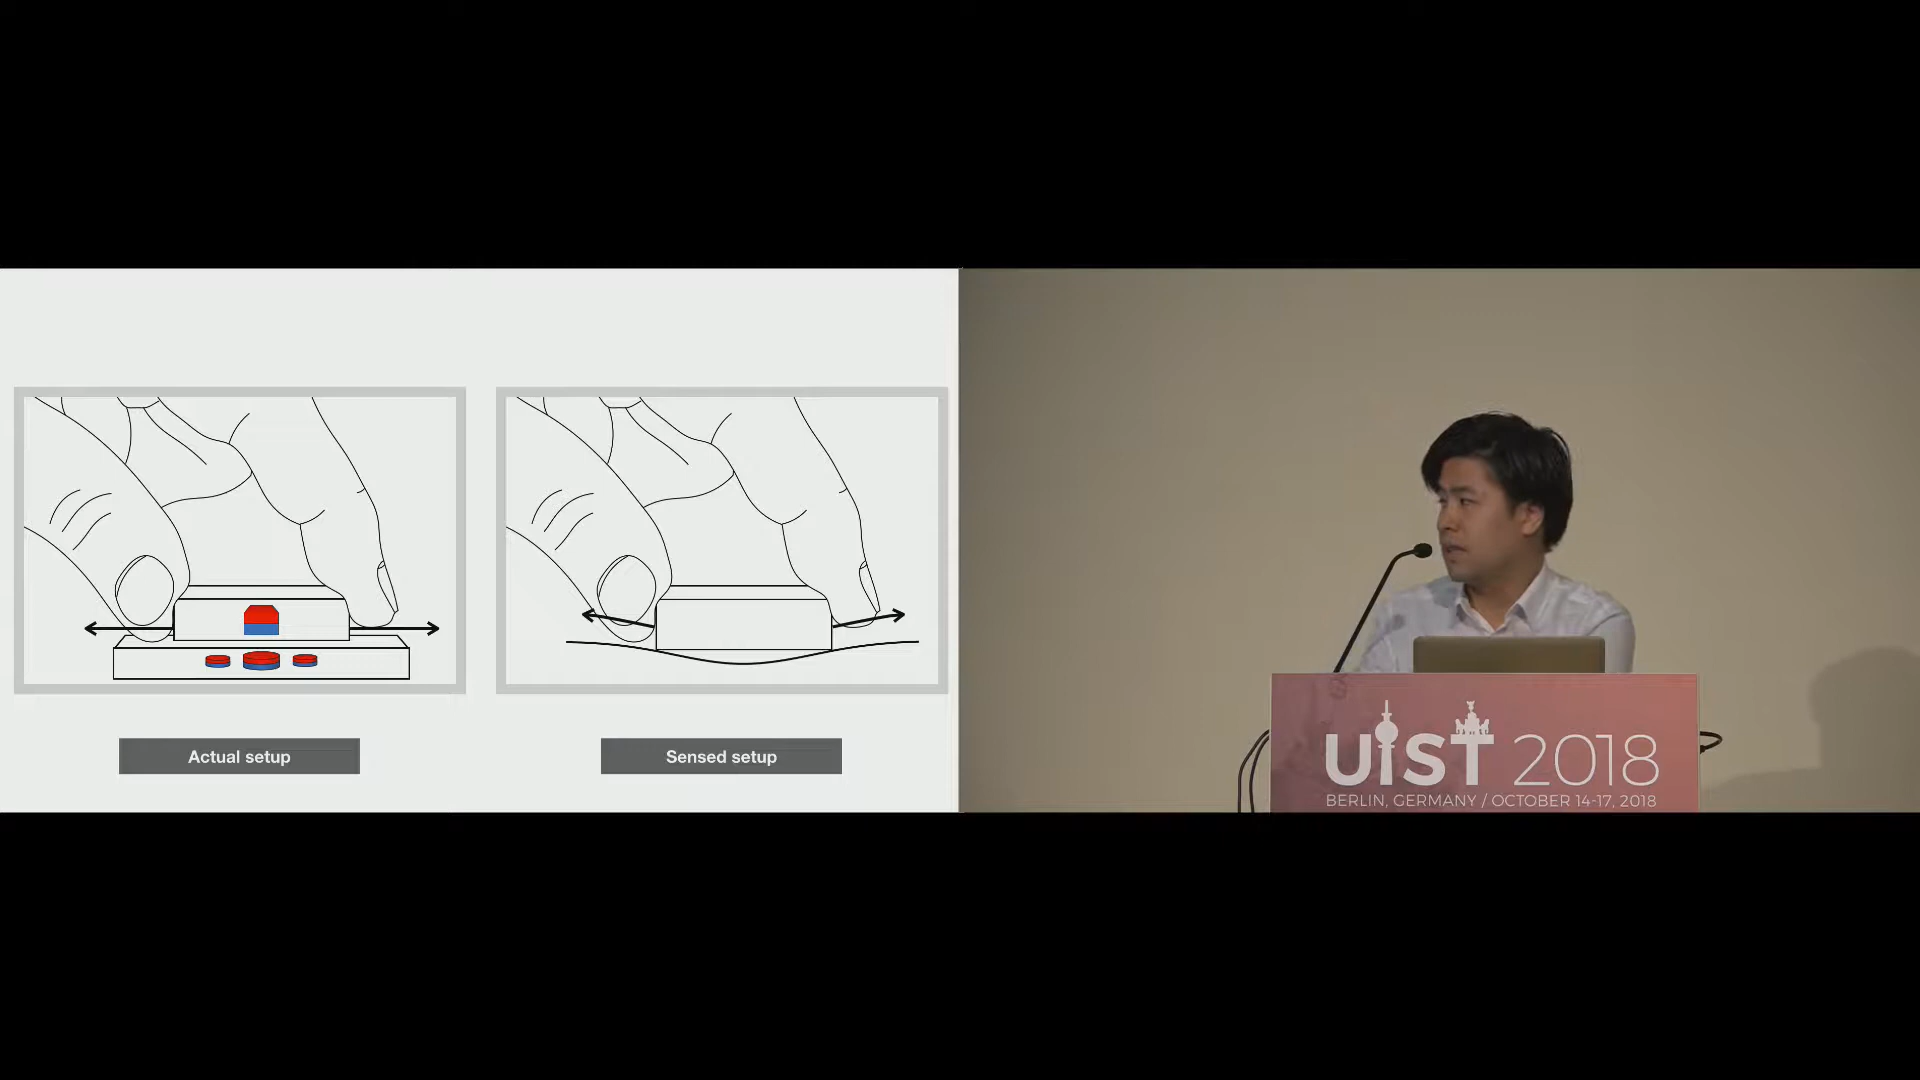 Actual setup
Sensed setup
UIST 2018
BERLIN, GERMANY / OCTOBER 14-17, 2018